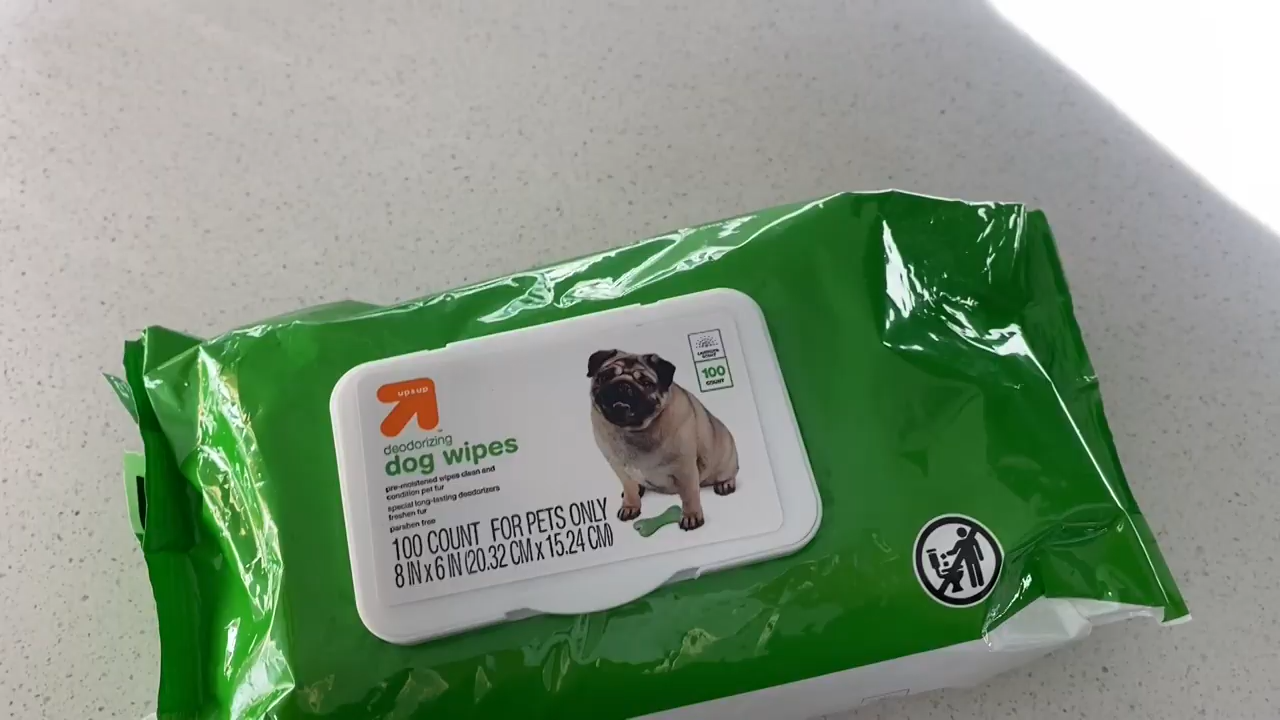 up&up
deodorizing
dog wipes
pre-moistened wipes clean and
condition pet fur
special long-lasting deodorizers
freshen fur
paraben free
100 COUNT FOR PETS ONLY
8 IN x 6 IN (20.32 CM x 15.24 CM)
100
COUNT